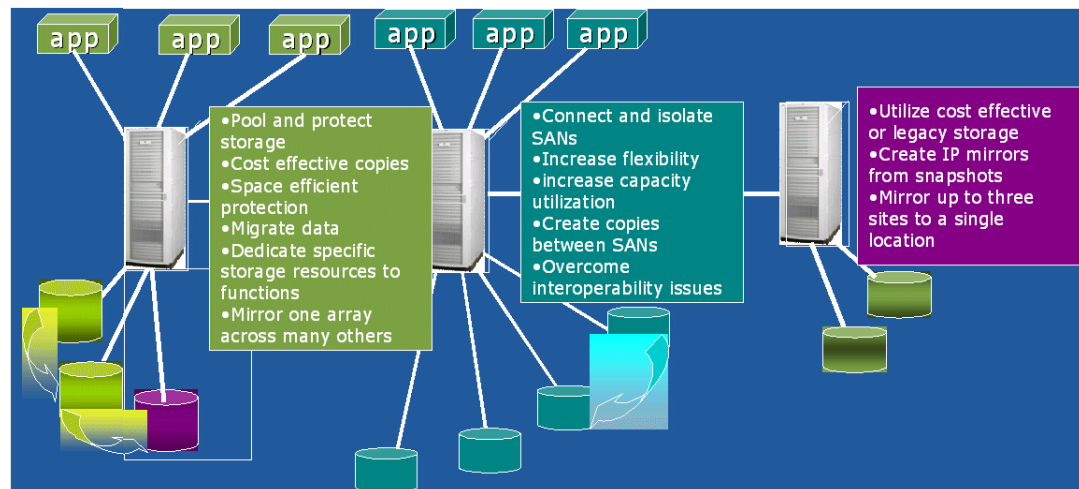 app
app
app
app
app
app
•Pool and protect
storage
•Cost effective copies
•Space efficient
protection
•Migrate data
•Dedicate specific
storage resources to
functions
•Mirror one array
across many others
•Connect and isolate
SANs
•Increase flexibility
•increase capacity
utilization
•Create copies
between SANs
•Overcome
interoperability issues
•Utilize cost effective
or legacy storage
•Create IP mirrors
from snapshots
•Mirror up to three
sites to a single
location